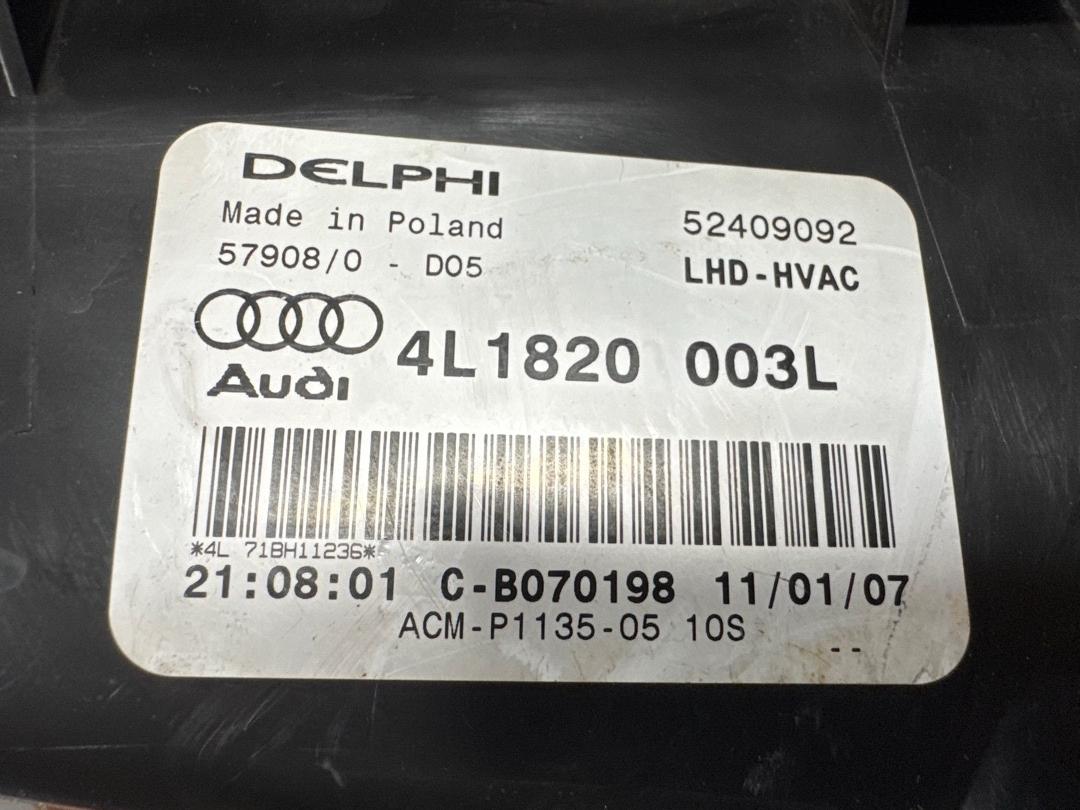 DELPHI
Made in Poland
52409092
57908/0 - D05
LHD-HVAC
Audi
4L1820 003L
*4L 71BH11236*
21:08:01 C-B070198 11/01/07
ACM-P1135-05 10S
--